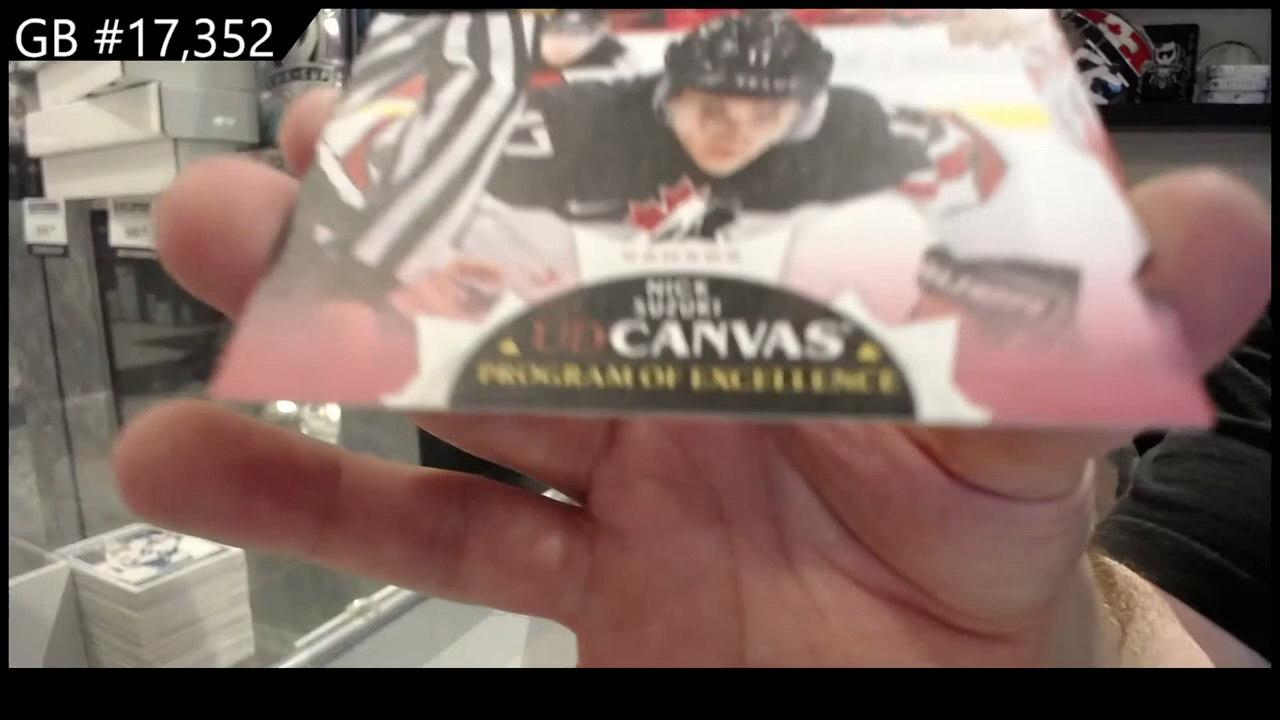 GB #17,352
CANADA
NICK
SUZUKI
UD CANVAS
PROGRAM OF EXCELLENCE